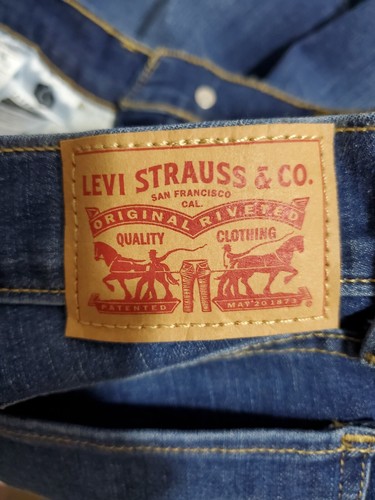 LEVI STRAUSS & CO.
SAN FRANCISCO
CAL.
ORIGINAL RIVETED
QUALITY CLOTHING
PATENTED MAY 20 1873 ®